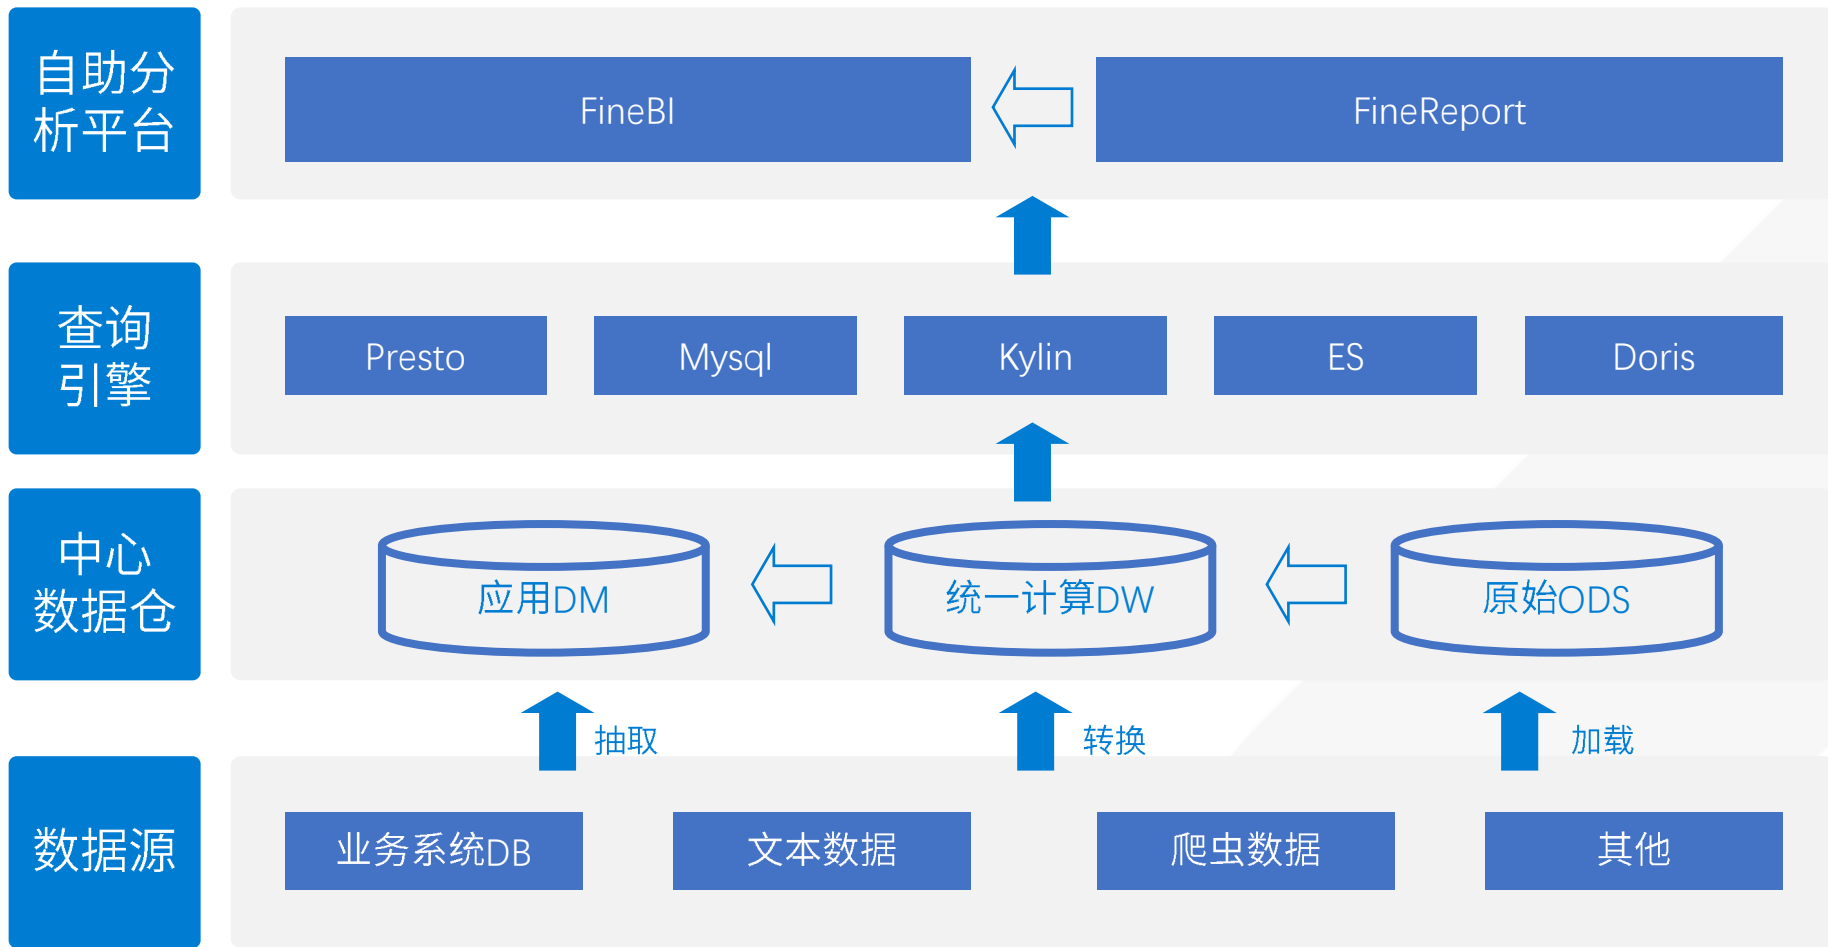 自助分
析平台
FineBI
FineReport
查询
引擎
Presto
Mysql
Kylin
ES
Doris
中心
数据仓
应用DM
统一计算DW
原始ODS
抽取
转换
加载
数据源
业务系统DB
文本数据
爬虫数据
其他